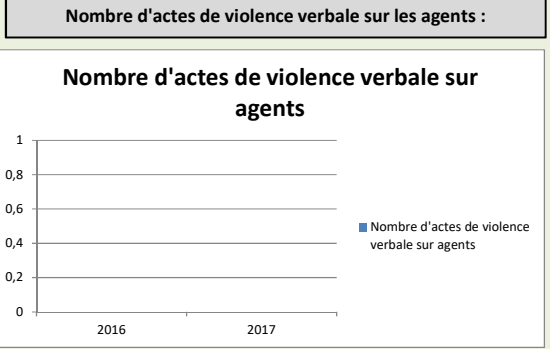 Nombre d'actes de violence verbale sur les agents :
Nombre d'actes de violence verbale sur
agents
1
0,8
0,6
0,4
0,2
0
2016 2017
Nombre d'actes de violence
verbale sur agents